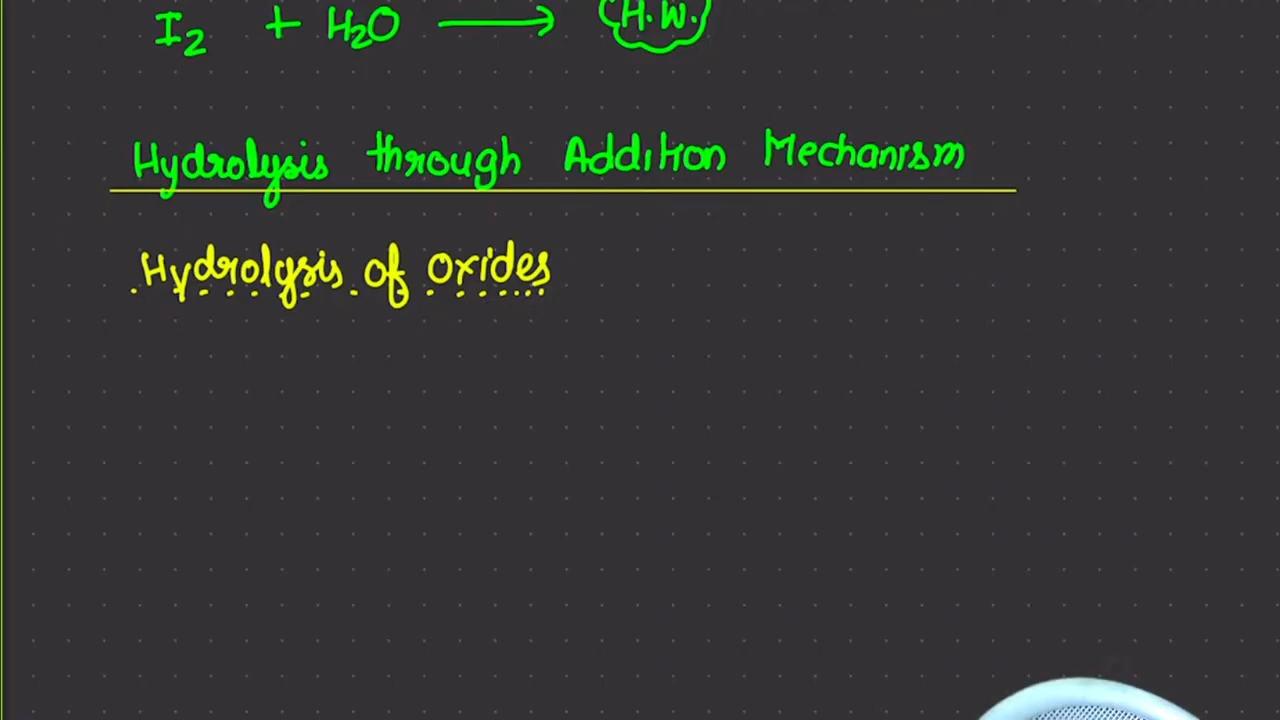 I₂ + H₂O ⟶ H.W.
Hydrolysis through Addition Mechanism
Hydrolysis of oxides